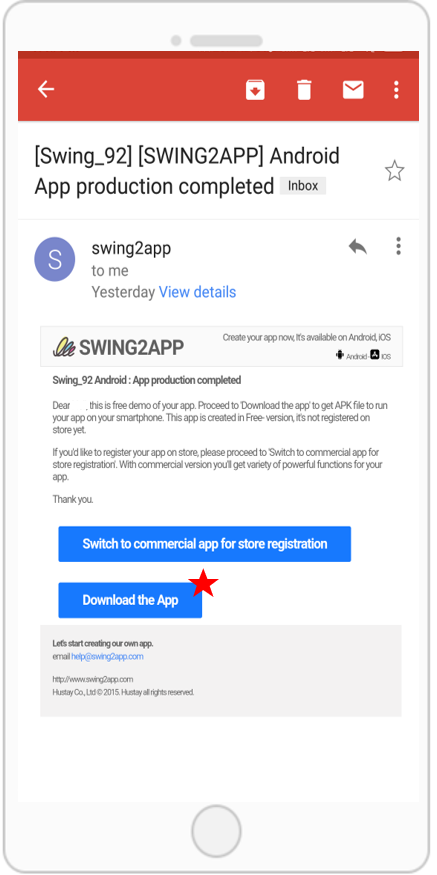 [Swing_92] [SWING2APP] Android
App production completed Inbox
S
swing2app
to me
Yesterday View details
SWING2APP
Create your app now, It's available on Android, iOS
Android iOS
Swing_92 Android : App production completed
Dear , this is free demo of your app. Proceed to 'Download the app' to get APK file to run
your app on your smartphone. This app is created in Free- version, it's not registered on
store yet.
If you'd like to register your app on store, please proceed to 'Switch to commercial app for
store registration'. With commercial version you'll get variety of powerful functions for your
app.
Thank you.
Switch to commercial app for store registration
Download the App
Let's start creating our own app.
email help@swing2app.com
http://www.swing2app.com
Hustay Co., Ltd © 2015. Hustay all rights reserved.